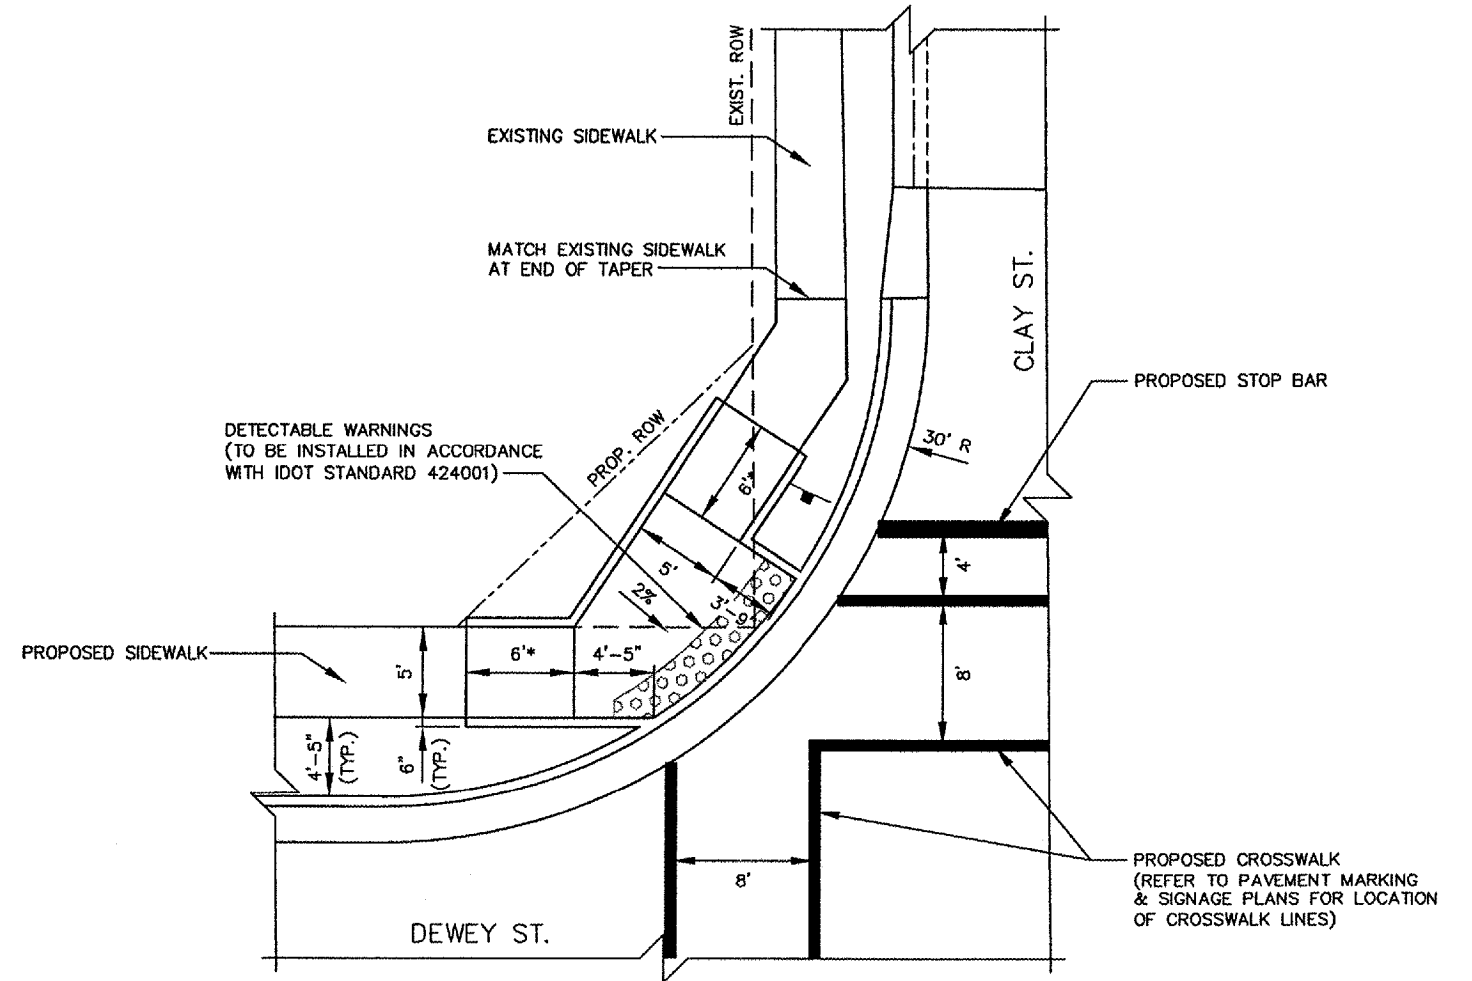 EXIST. ROW
EXISTING SIDEWALK
MATCH EXISTING SIDEWALK
AT END OF TAPER
CLAY ST.
PROPOSED STOP BAR
30' R
DETECTABLE WARNINGS
(TO BE INSTALLED IN ACCORDANCE
WITH IDOT STANDARD 424001)
PROP. ROW
6'*
5'
2%
3'-9"
4'
PROPOSED SIDEWALK
5'
6'*
4'-5"
8'
4'-5"
(TYP.)
6"
(TYP.)
8'
PROPOSED CROSSWALK
(REFER TO PAVEMENT MARKING
& SIGNAGE PLANS FOR LOCATION
OF CROSSWALK LINES)
DEWEY ST.